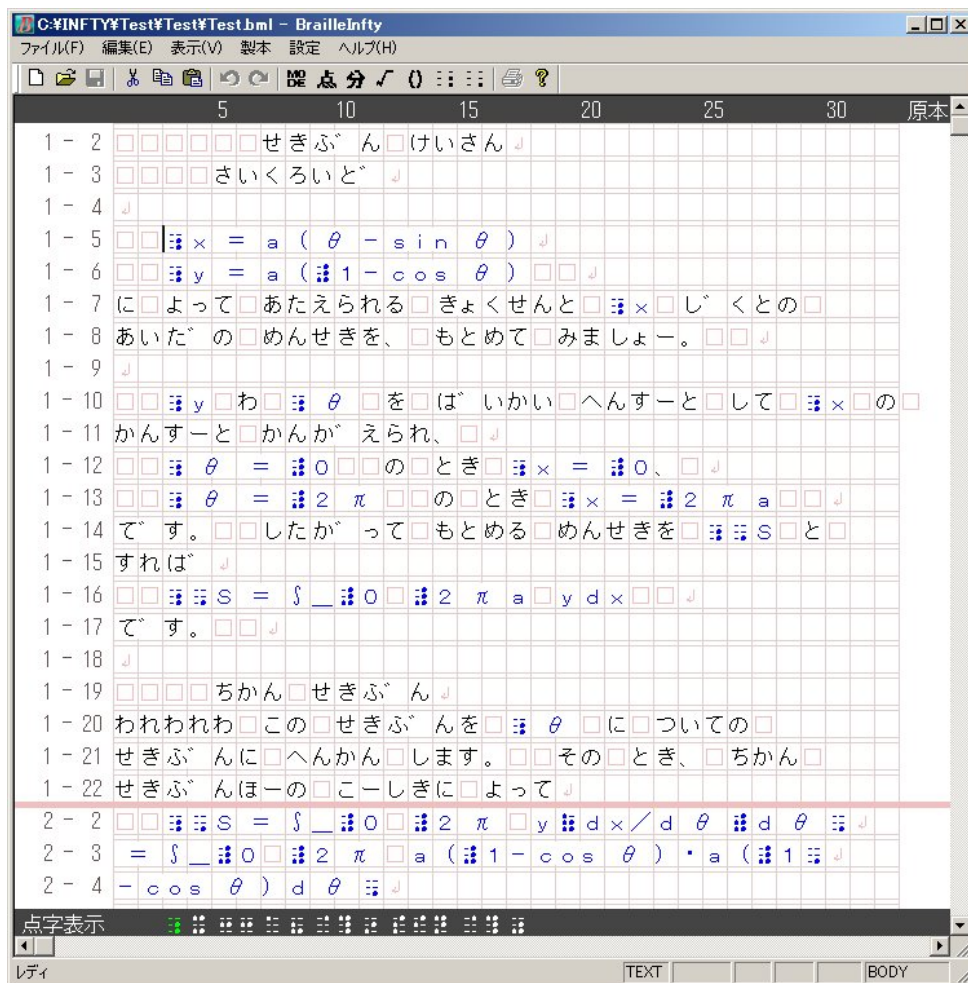 C:¥INFTY¥Test¥Test¥Test.bml - BrailleInfty
ファイル(F) 編集(E) 表示(V) 製本 設定 ヘルプ(H)
5 10 15 20 25 30 原本
1 - 2 □□□□□□せきぶ゛ん□けいさん↲
1 - 3 □□□□さいくろいど゛↲
1 - 4 ↲
1 - 5 □□⠰x = a ( θ - sin θ ) ↲
1 - 6 □□⠰y = a (⠼1 - cos θ ) □□↲
1 - 7 に□よって□あたえられる□きょくせんと□⠰x□じ゛くとの□
1 - 8 あいだ゛の□めんせきを、□もとめて□みましょー。□□↲
1 - 9 ↲
1 - 10 □□⠰y□わ□⠰θ□を□ば゛いかい□へんすーと□して□⠰x□の□
1 - 11 かんすーと□かんが゛えられ、□↲
1 - 12 □□⠰θ = ⠼0□□の□とき□⠰x = ⠼0、□↲
1 - 13 □□⠰θ = ⠼2 π□□の□とき□⠰x = ⠼2 π a□□↲
1 - 14 で゛す。□□したが゛って□もとめる□めんせきを□⠰⠠S□と□
1 - 15 すれば゛↲
1 - 16 □□⠰⠠S = ∫_⠼0□⠼2 π a□y d x□□↲
1 - 17 で゛す。□□↲
1 - 18 ↲
1 - 19 □□□□ちかん□せきぶ゛ん↲
1 - 20 われわれわ□この□せきぶ゛んを□⠰θ□に□ついての□
1 - 21 せきぶ゛んに□へんかん□します。□□その□とき、□ちかん□
1 - 22 せきぶ゛んほーの□こーしきに□よって↲
2 - 2 □□⠰⠠S = ∫_⠼0□⠼2 π□y⠷dx/d θ⠾d θ⠠↲
2 - 3 = ∫_⠼0□⠼2 π□a (⠼1 - cos θ )・a (⠼1⠠↲
2 - 4 - cos θ ) d θ⠠↲
点字表示
レディ TEXT BODY